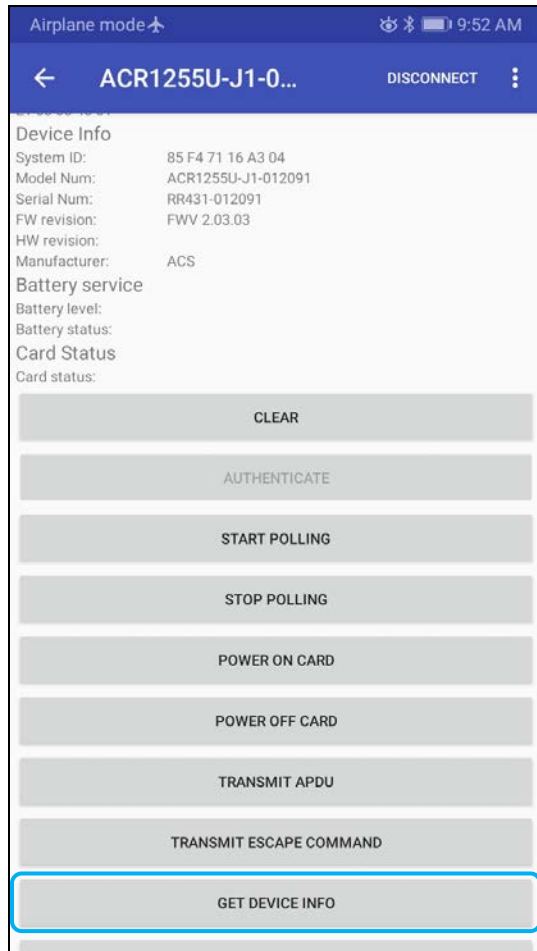 Airplane mode 9:52 AM
ACR1255U-J1-0... DISCONNECT
Device Info
System ID: 85 F4 71 16 A3 04
Model Num: ACR1255U-J1-012091
Serial Num: RR431-012091
FW revision: FWV 2.03.03
HW revision:
Manufacturer: ACS
Battery service
Battery level:
Battery status:
Card Status
Card status:
CLEAR
AUTHENTICATE
START POLLING
STOP POLLING
POWER ON CARD
POWER OFF CARD
TRANSMIT APDU
TRANSMIT ESCAPE COMMAND
GET DEVICE INFO